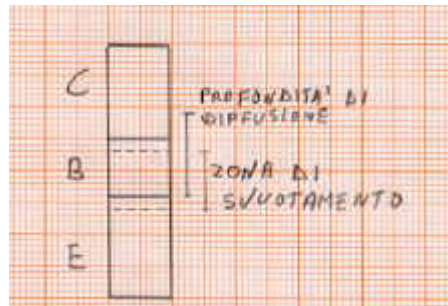 C
PROFONDITA' DI
DIFFUSIONE
B
ZONA DI
SVUOTAMENTO
E